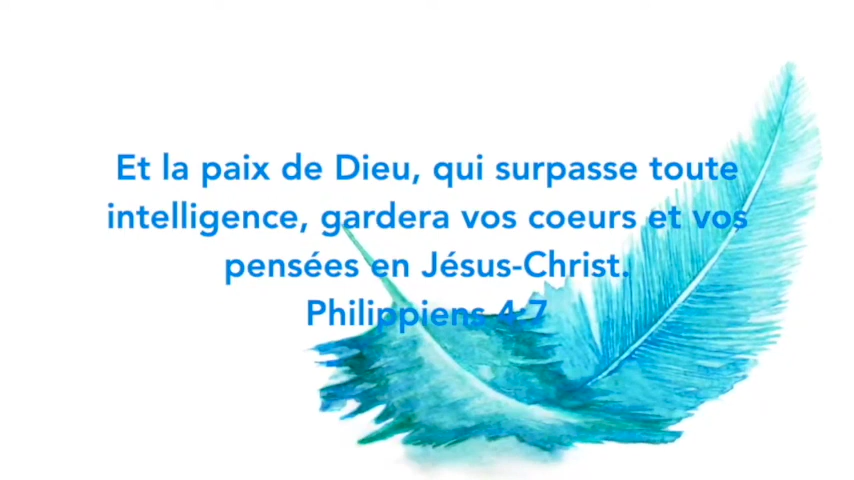 Et la paix de Dieu, qui surpasse toute
intelligence, gardera vos coeurs et vos
pensées en Jésus-Christ.
Philippiens 4:7